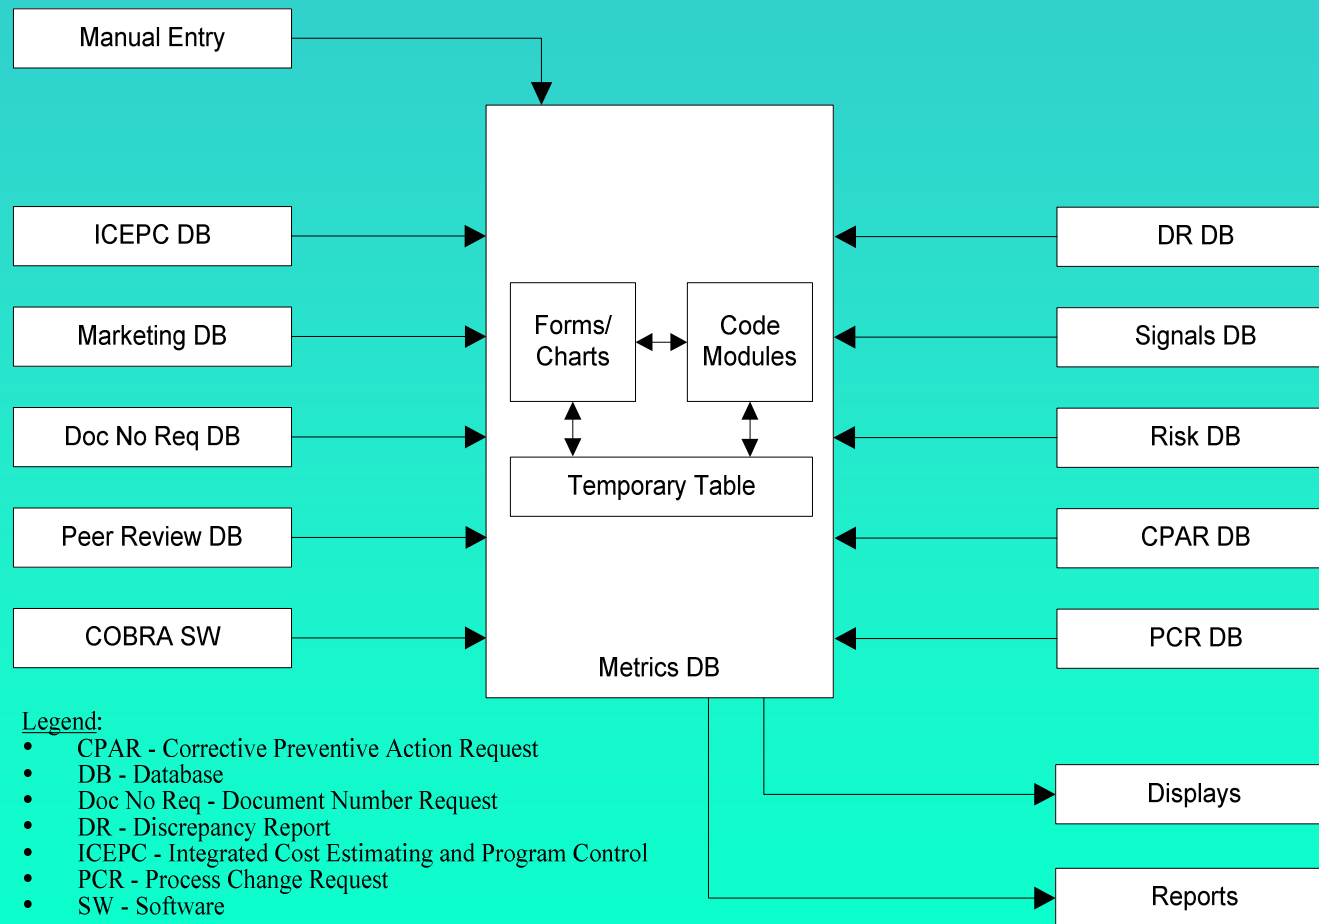 Manual Entry
ICEPC DB
Marketing DB
Doc No Req DB
Peer Review DB
COBRA SW
Forms/
Charts
Code
Modules
Temporary Table
Metrics DB
DR DB
Signals DB
Risk DB
CPAR DB
PCR DB
Displays
Reports
Legend:
• CPAR - Corrective Preventive Action Request
• DB - Database
• Doc No Req - Document Number Request
• DR - Discrepancy Report
• ICEPC - Integrated Cost Estimating and Program Control
• PCR - Process Change Request
• SW - Software